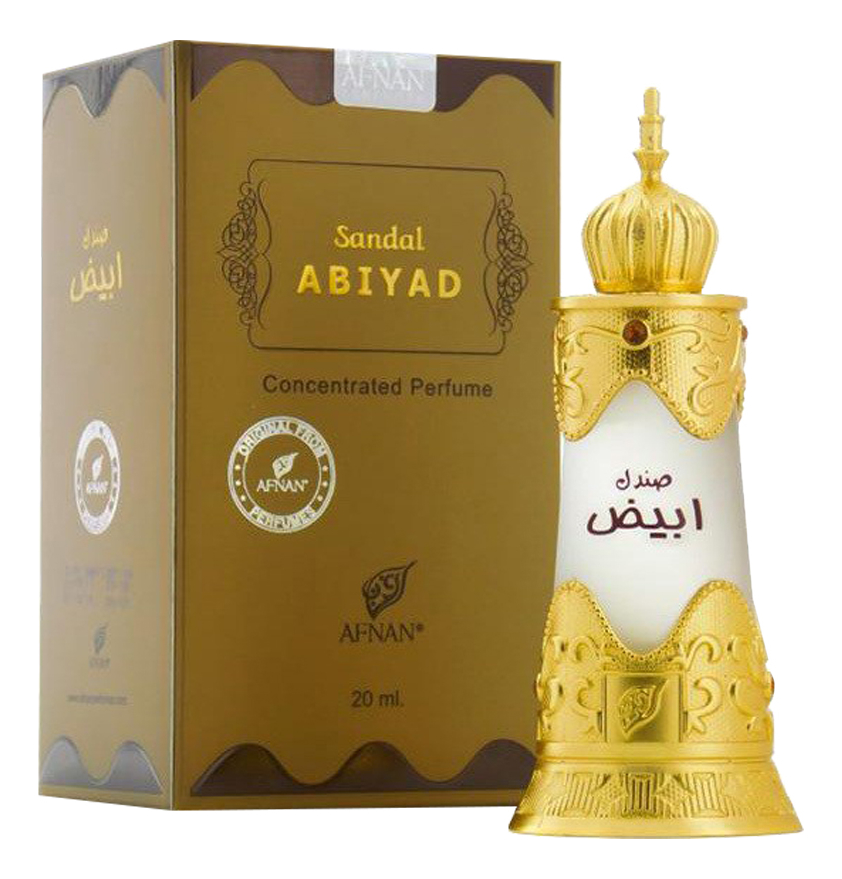 AFNAN
Sandal
ABIYAD
Concentrated Perfume
ORIGINAL FROM
AFNAN®
PERFUMES
AFNAN®
20 ml.
صندل
ابيض
AFNAN
صندل
ابيض